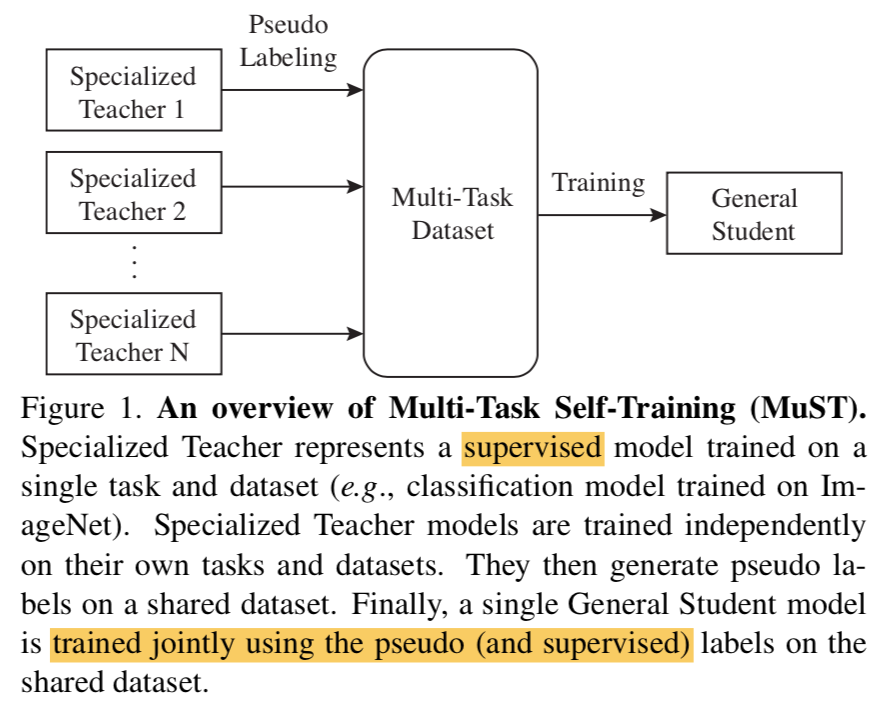 Pseudo
Labeling
Specialized
Teacher 1
Specialized
Teacher 2
Specialized
Teacher N
Multi-Task
Dataset
Training
General
Student
Figure 1. An overview of Multi-Task Self-Training (MuST).
Specialized Teacher represents a supervised model trained on a
single task and dataset (e.g., classification model trained on Im-
ageNet). Specialized Teacher models are trained independently
on their own tasks and datasets. They then generate pseudo la-
bels on a shared dataset. Finally, a single General Student model
is trained jointly using the pseudo (and supervised) labels on the
shared dataset.